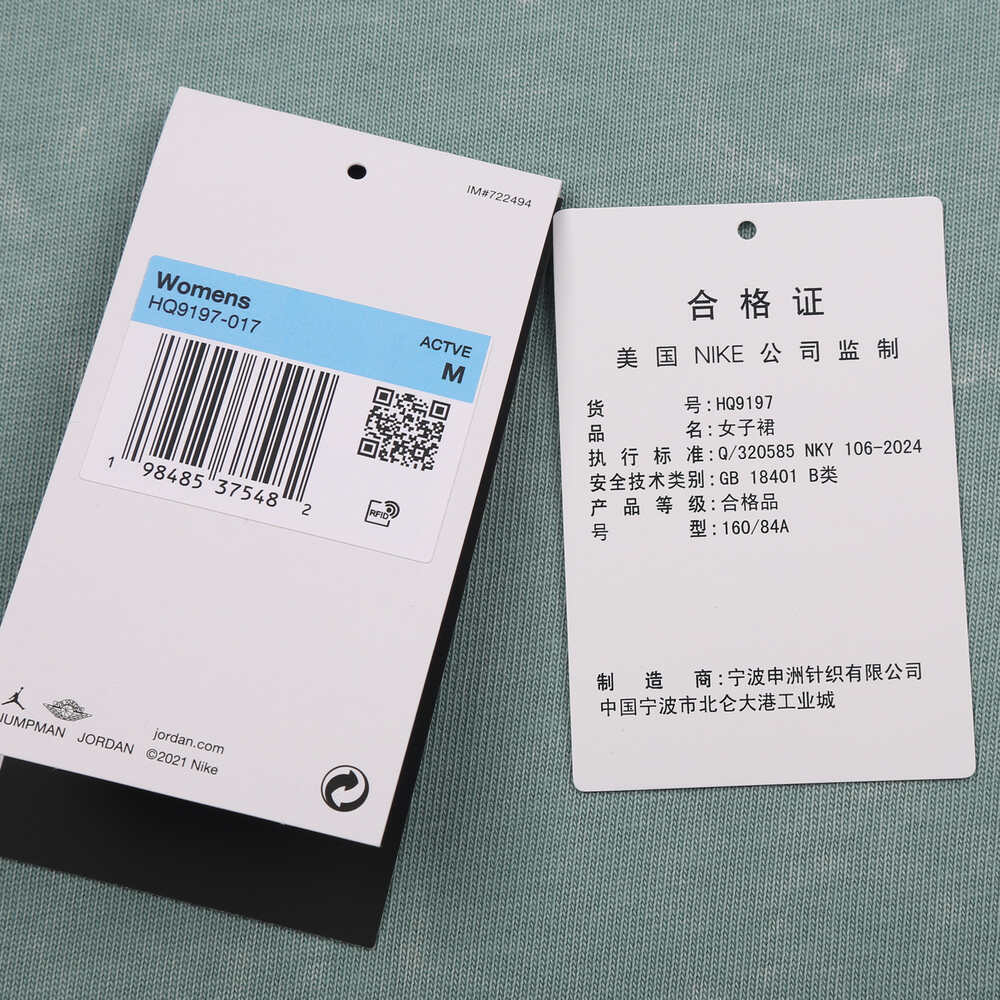 IM#722494
Womens
HQ9197-017
ACTVE
M
1 98485 37548 2
RFID
JUMPMAN JORDAN
jordan.com
©2021 Nike
合格证
美国 NIKE 公司监制
货号:HQ9197
品名:女子裙
执行标准:Q/320585 NKY 106-2024
安全技术类别:GB 18401 B类
产品等级:合格品
号型:160/84A
制造商:宁波申洲针织有限公司
中国宁波市北仑大港工业城